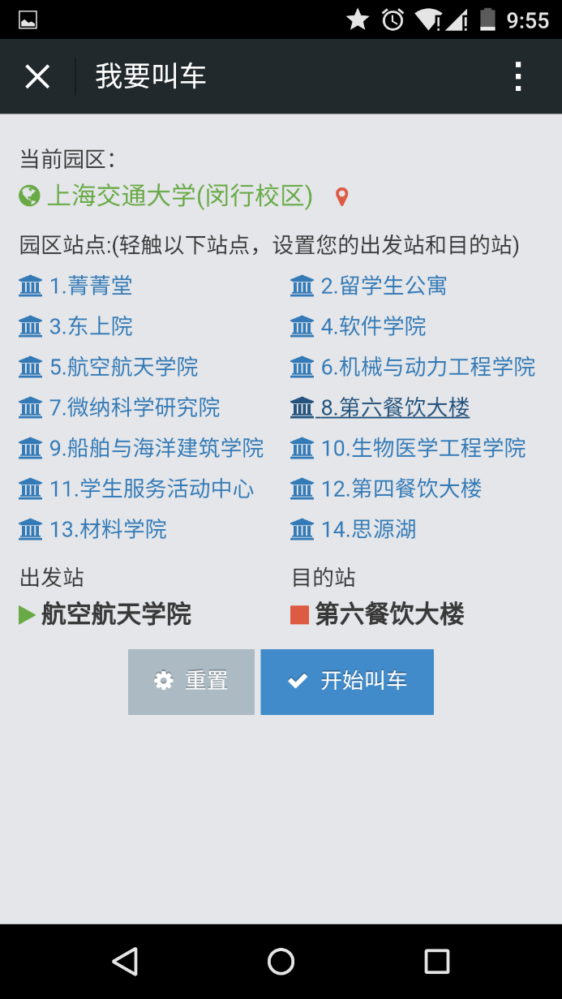 9:55
我要叫车
当前园区：
上海交通大学(闵行校区)
园区站点:(轻触以下站点，设置您的出发站和目的站)
1.菁菁堂 2.留学生公寓
3.东上院 4.软件学院
5.航空航天学院 6.机械与动力工程学院
7.微纳科学研究院 8.第六餐饮大楼
9.船舶与海洋建筑学院 10.生物医学工程学院
11.学生服务活动中心 12.第四餐饮大楼
13.材料学院 14.思源湖
出发站 目的站
航空航天学院 第六餐饮大楼
重置 开始叫车